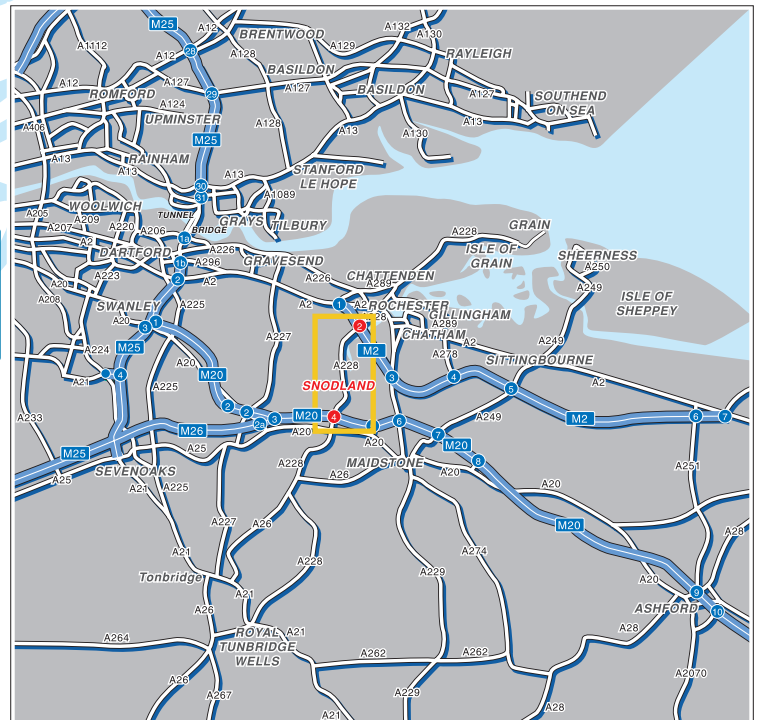 M25
A12
BRENTWOOD
A132
A130
A1112
A12
28
A128
A129
RAYLEIGH
BASILDON
A12
A127
A127
BASILDON
A127
ROMFORD
29
SOUTHEND
ON SEA
A124
UPMINSTER
A128
A13
A13
A406
M25
A130
A13
RAINHAM
A13
A13
STANFORD
LE HOPE
30
31
A1089
WOOLWICH
A205
A209
TUNNEL
GRAYS
TILBURY
A207
A220
A206
BRIDGE
A228
GRAIN
A2
1a
A226
ISLE OF
GRAIN
DARTFORD
1b
A296
GRAVESEND
SHEERNESS
A250
A20
A223
2
A2
A226
CHATTENDEN
A289
A249
A208
SWANLEY
A225
A2
1
A2
ROCHESTER
ISLE OF
SHEPPEY
A20
3
1
2
28
GILLINGHAM
A289
A227
CHATHAM
A224
M25
M2
A2
A249
A20
A228
A278
SITTINGBOURNE
A21
4
M20
SNODLAND
3
4
A2
A225
5
A233
2
2
3
M20
4
A249
M2
6
7
2a
A20
6
M26
7
M20
A20
M25
A25
A228
MAIDSTONE
8
A251
SEVENOAKS
A26
A20
A20
A25
A21
A225
A227
A26
M20
A28
A21
A228
A274
A229
A20
Tonbridge
A21
9
A26
ASHFORD
10
A264
ROYAL
TUNBRIDGE
WELLS
A21
A28
A262
A262
A26
A267
A2070
A229
A21
A28